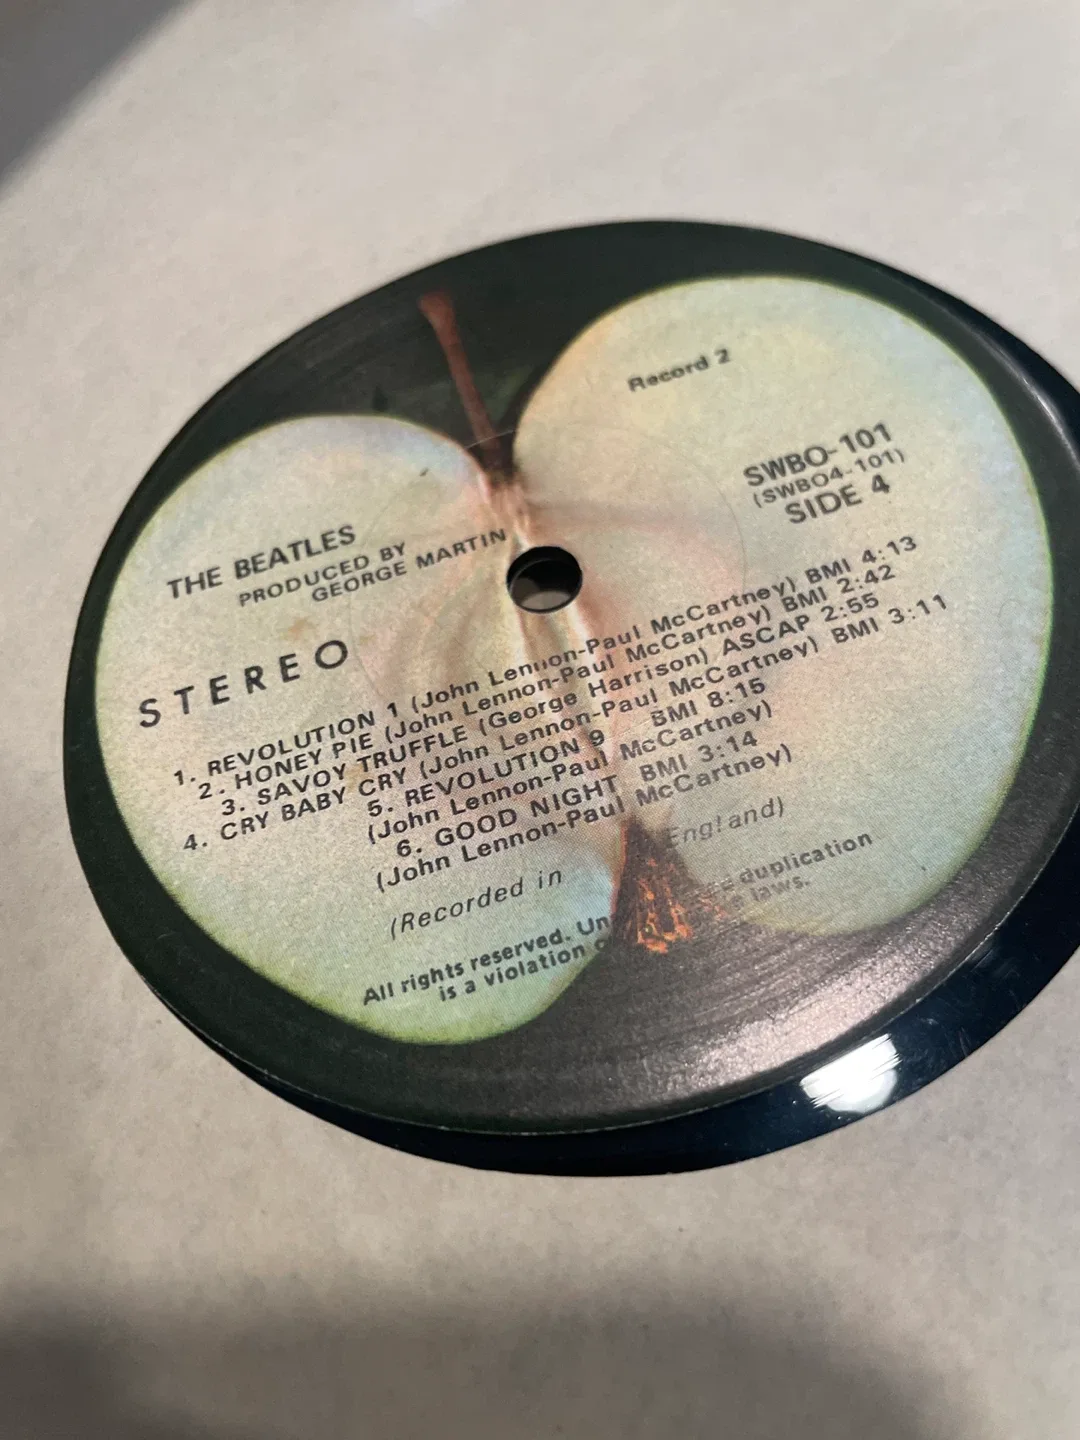 Record 2
SWBO-101
(SWBO4-101)
SIDE 4
THE BEATLES
PRODUCED BY
GEORGE MARTIN
STEREO
1. REVOLUTION 1 (John Lennon-Paul McCartney) BMI 4:13
2. HONEY PIE (John Lennon-Paul McCartney) BMI 2:42
3. SAVOY TRUFFLE (George Harrison) ASCAP 2:55
4. CRY BABY CRY (John Lennon-Paul McCartney) BMI 3:11
5. REVOLUTION 9 BMI 8:15
(John Lennon-Paul McCartney)
6. GOOD NIGHT BMI 3:14
(John Lennon-Paul McCartney)
(Recorded in England)
All rights reserved. duplication
is a violation laws.